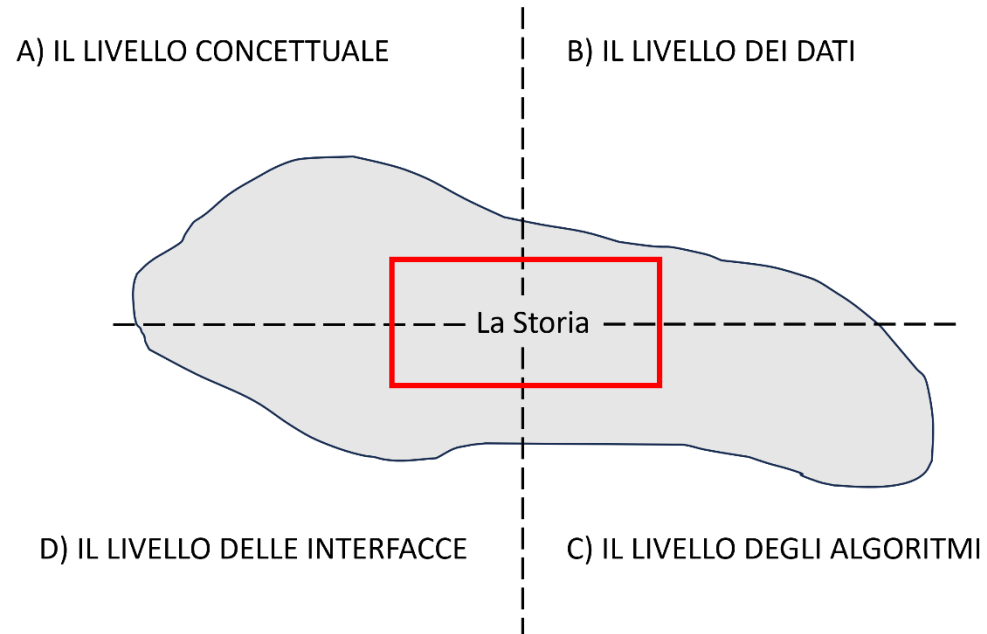 A) IL LIVELLO CONCETTUALE
B) IL LIVELLO DEI DATI
La Storia
D) IL LIVELLO DELLE INTERFACCE
C) IL LIVELLO DEGLI ALGORITMI